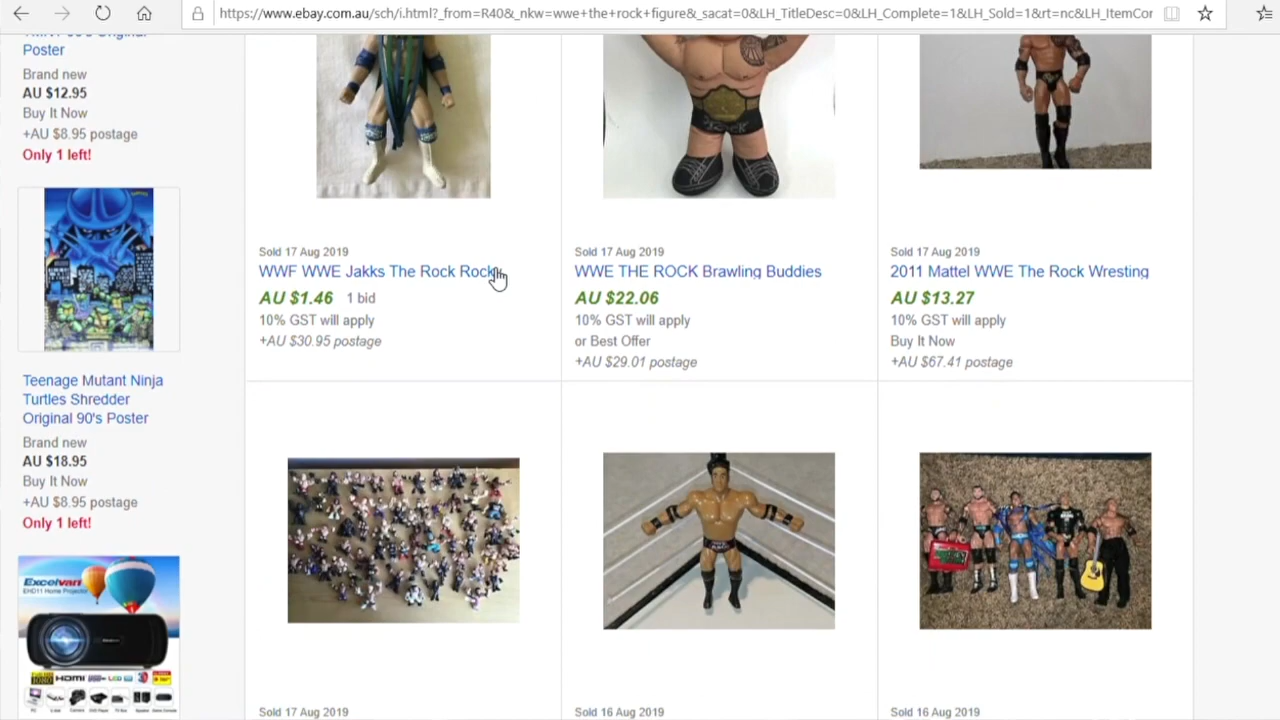 https://www.ebay.com.au/sch/i.html?_from=R40&_nkw=wwe+the+rock+figure&_sacat=0&LH_TitleDesc=0&LH_Complete=1&LH_Sold=1&rt=nc&LH_ItemCor
Poster
Brand new
AU $12.95
Buy It Now
+AU $8.95 postage
Only 1 left!
Teenage Mutant Ninja
Turtles Shredder
Original 90's Poster
Brand new
AU $18.95
Buy It Now
+AU $8.95 postage
Only 1 left!
Excelvan
EHD11 Home Projector
HDMI
Sold 17 Aug 2019
WWF WWE Jakks The Rock Rock
AU $1.46 1 bid
10% GST will apply
+AU $30.95 postage
Sold 17 Aug 2019
WWE THE ROCK Brawling Buddies
AU $22.06
10% GST will apply
or Best Offer
+AU $29.01 postage
Sold 17 Aug 2019
2011 Mattel WWE The Rock Wresting
AU $13.27
10% GST will apply
Buy It Now
+AU $67.41 postage
Sold 17 Aug 2019
Sold 16 Aug 2019
Sold 16 Aug 2019